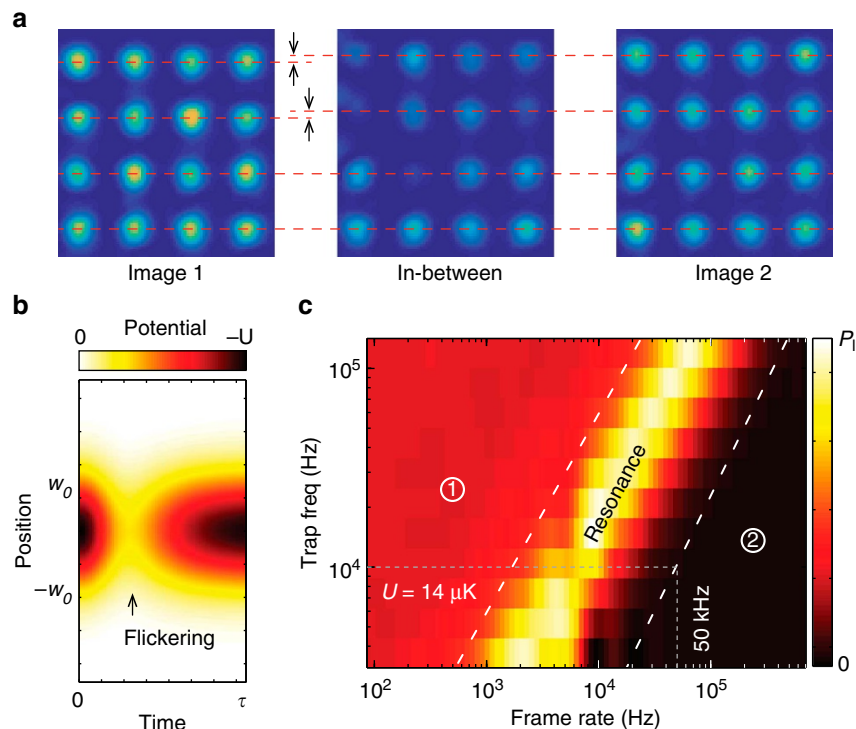 a
Image 1
In-between
Image 2
b
Potential
0
–U
w0
Position
–w0
Flickering
0
τ
Time
c
10^5
Trap freq (Hz)
10^4
1
Resonance
2
U = 14 µK
50 kHz
10^2
10^3
10^4
10^5
Frame rate (Hz)
Pl
0